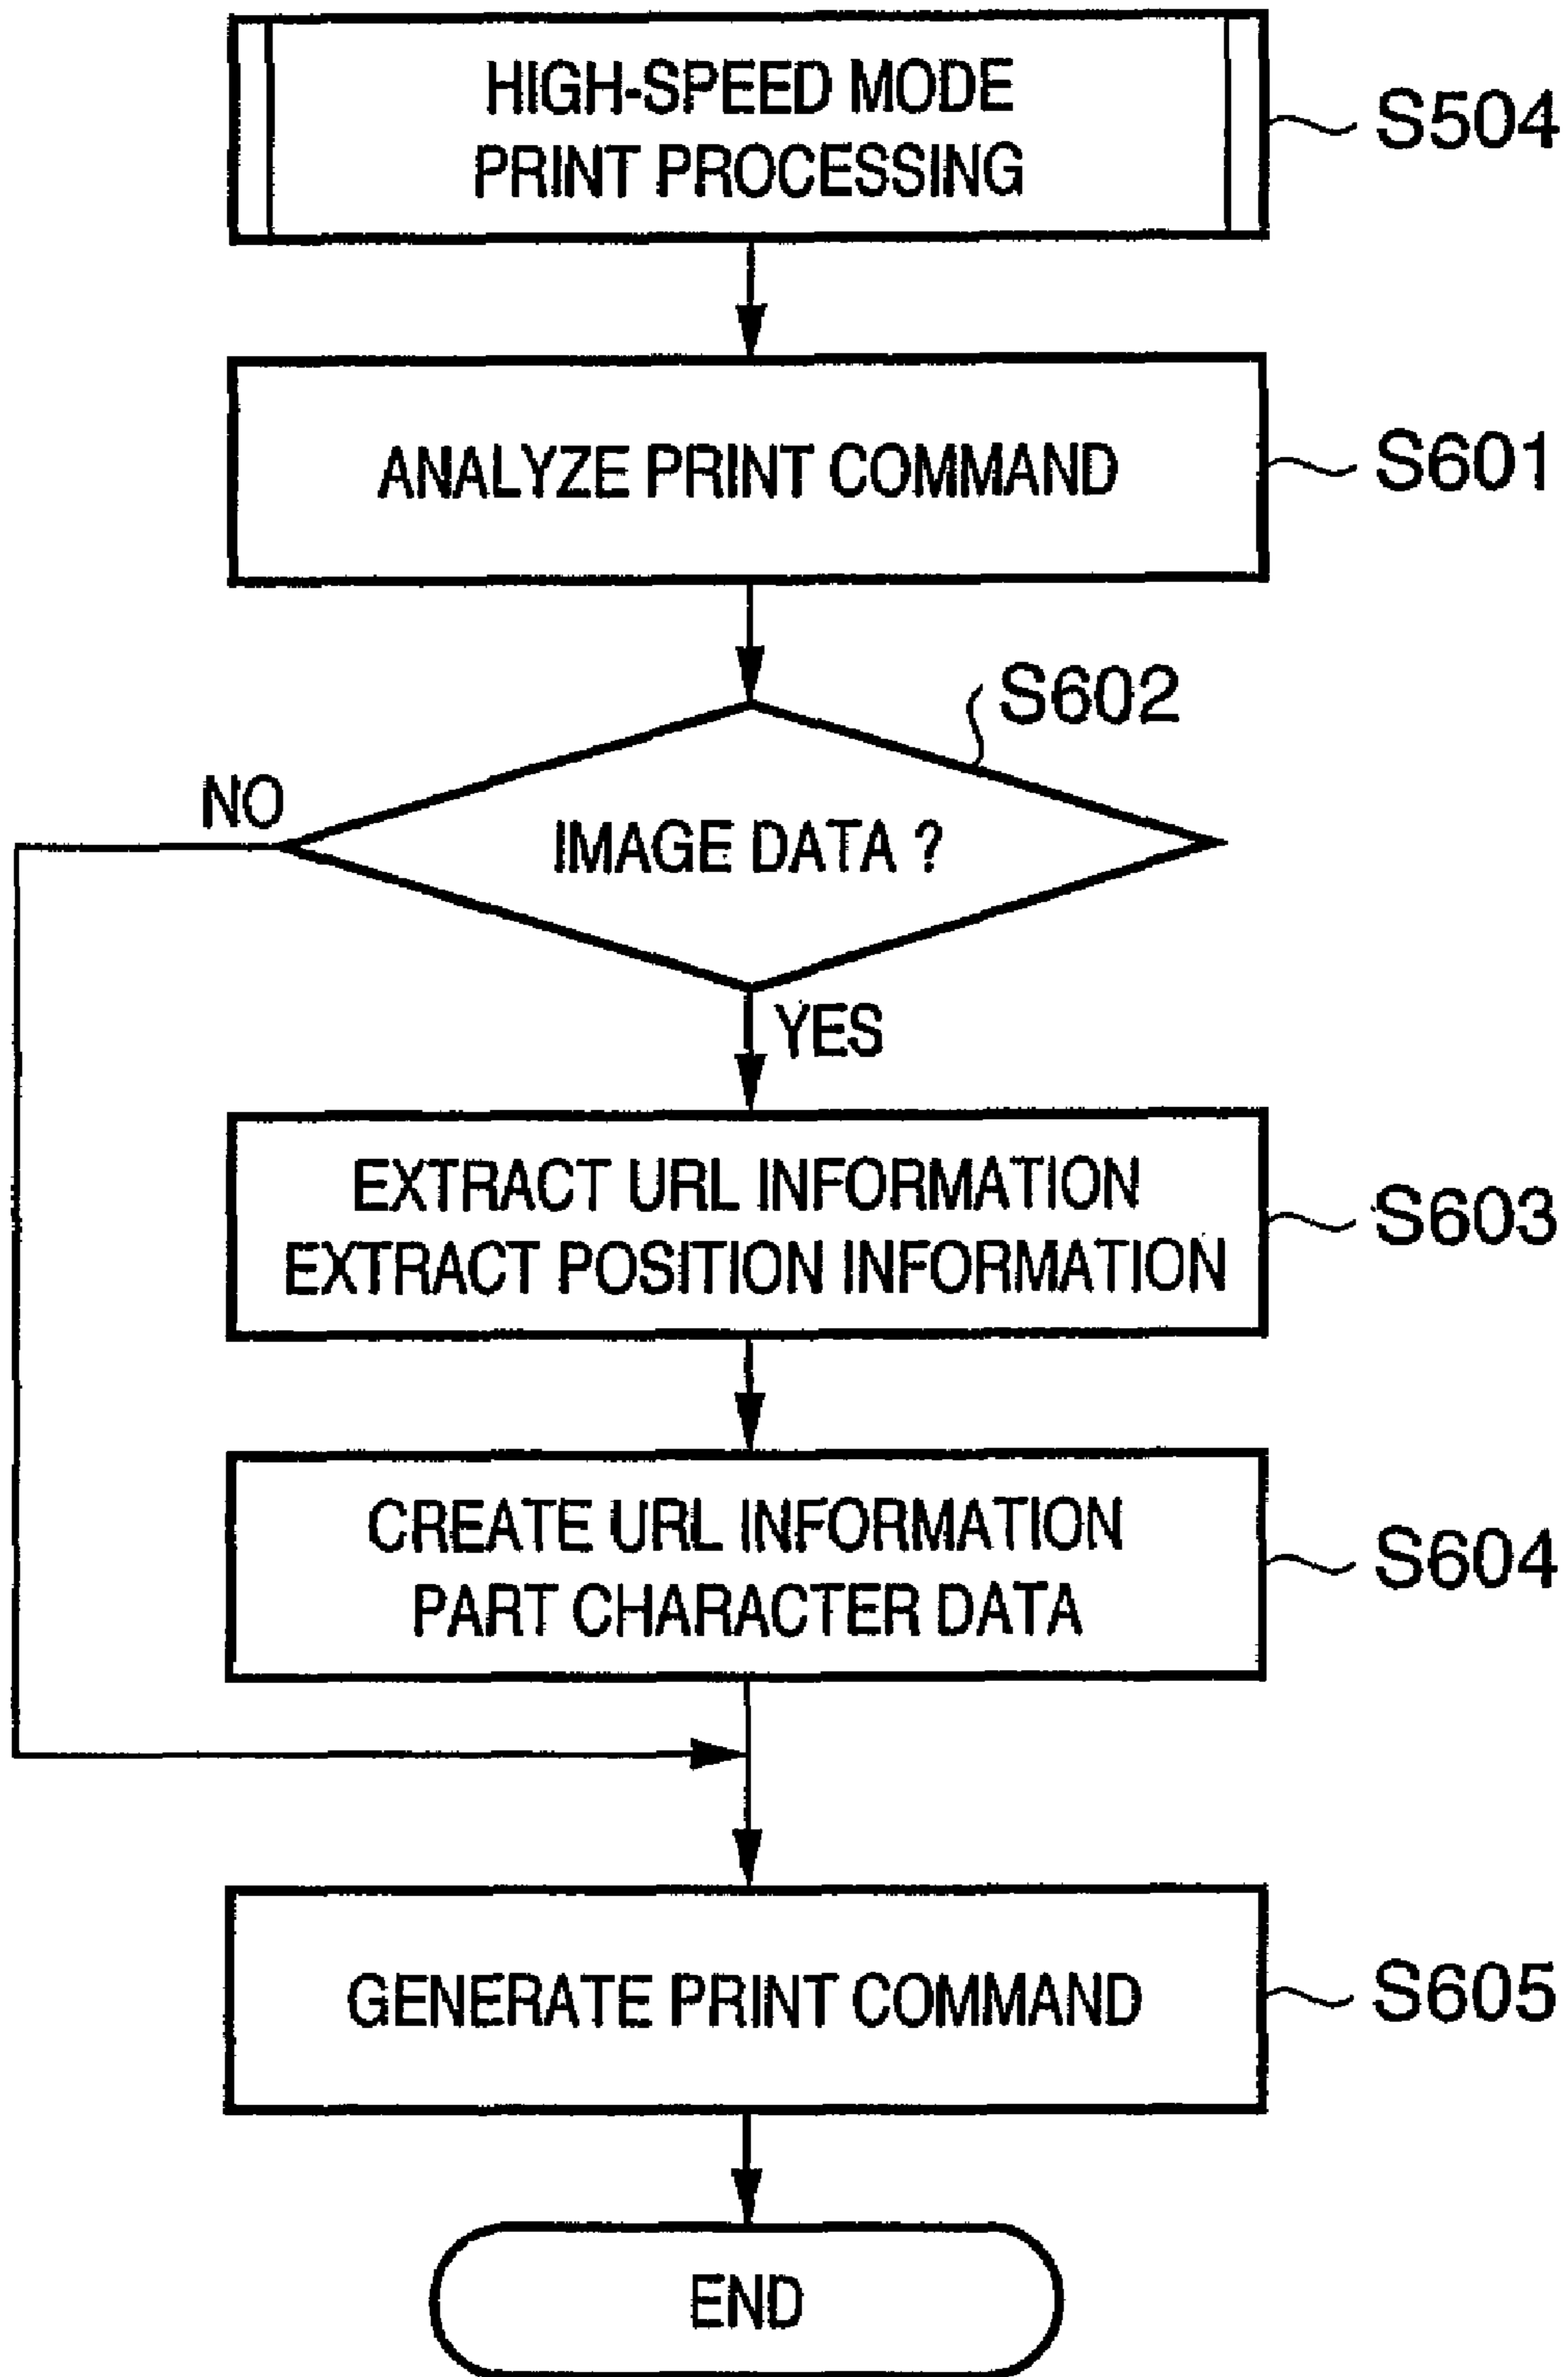 HIGH-SPEED MODE
PRINT PROCESSING
S504
ANALYZE PRINT COMMAND
S601
S602
NO
IMAGE DATA ?
YES
EXTRACT URL INFORMATION
EXTRACT POSITION INFORMATION
S603
CREATE URL INFORMATION
PART CHARACTER DATA
S604
GENERATE PRINT COMMAND
S605
END